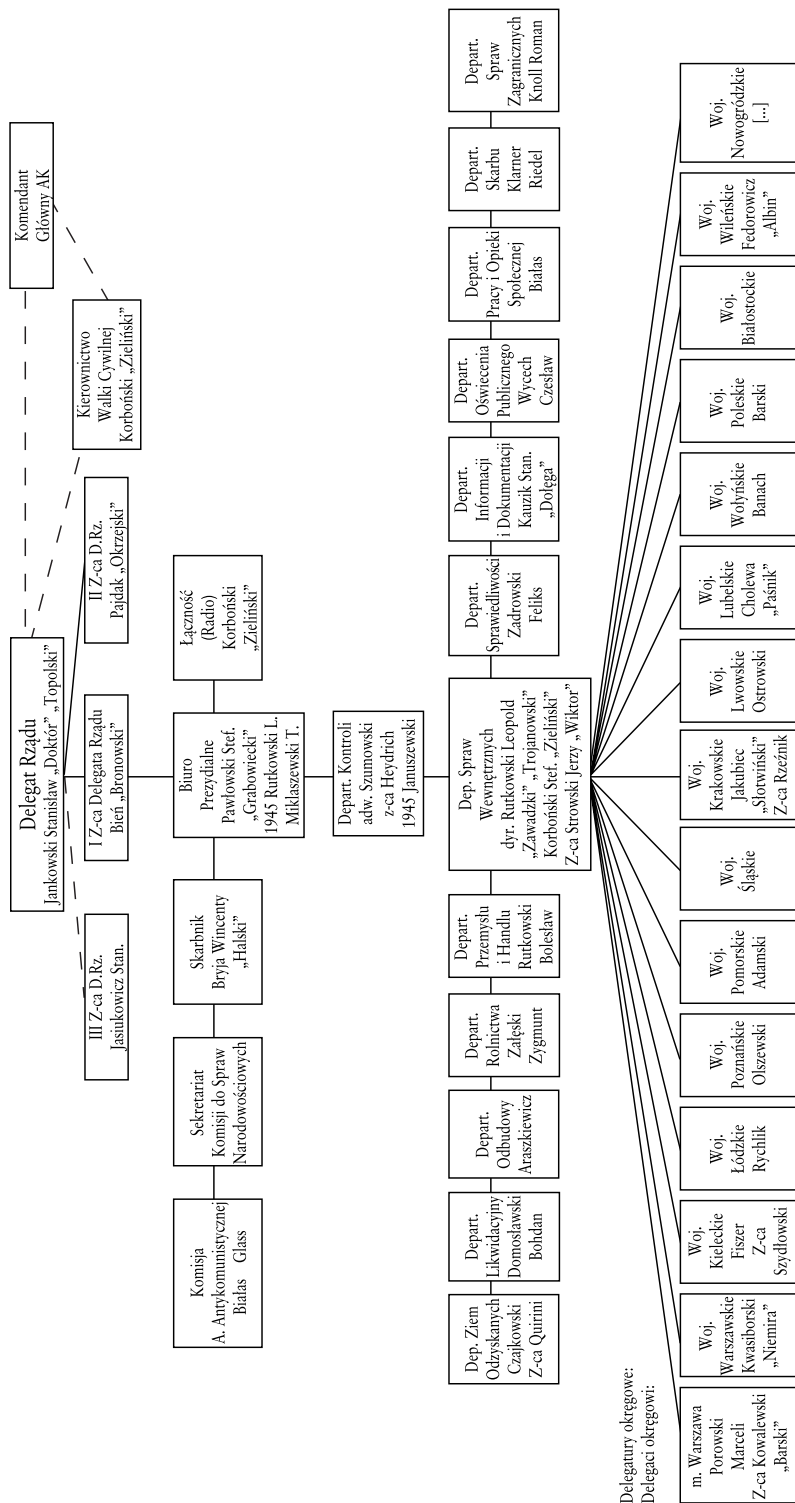 Komendant
Główny AK
Delegat Rządu
Jankowski Stanisław „Doktór” „Topolski”
Kierownictwo
Walki Cywilnej
Korboński „Zieliński”
III Z-ca D.Rz.
Jasiukowicz Stan.
I Z-ca Delegata Rządu
Bień „Bronowski”
II Z-ca D.Rz.
Pajdak „Okrzejski”
Komisja
A. Antykomunistycznej
Białas Glass
Sekretariat
Komisji do Spraw
Narodowościowych
Skarbnik
Bryja Wincenty
„Halski”
Biuro
Prezydialne
Pawłowski Stef.
„Grabowiecki”
1945 Rutkowski L.
Miklaszewski T.
Łączność
(Radio)
Korboński
„Zieliński”
Depart. Kontroli
adw. Szumowski
z-ca Heydrich
1945 Januszewski
Dep. Ziem
Odzyskanych
Czajkowski
Z-ca Quirini
Depart.
Likwidacyjny
Domosławski
Bohdan
Depart.
Odbudowy
Araszkiewicz
Depart.
Rolnictwa
Załęski
Zygmunt
Depart.
Przemysłu
i Handlu
Rutkowski
Bolesław
Dep. Spraw
Wewnętrznych
dyr. Rutkowski Leopold
„Zawadzki” „Trojanowski”
Korboński Stef. „Zieliński”
Z-ca Strowski Jerzy „Wiktor”
Depart.
Sprawiedliwości
Zadrowski
Feliks
Depart.
Informacji
i Dokumentacji
Kauzik Stan.
„Dołęga”
Depart.
Oświecenia
Publicznego
Wycech
Czesław
Depart.
Pracy i Opieki
Społecznej
Białas
Depart.
Skarbu
Klarner
Riedel
Depart.
Spraw
Zagranicznych
Knoll Roman
Delegatury okręgowe:
Delegaci okręgowi:
m. Warszawa
Porowski
Marceli
Z-ca Kowalewski
„Barski”
Woj.
Warszawskie
Kwasiborski
„Niemira”
Woj.
Kieleckie
Fiszer
Z-ca
Szydłowski
Woj.
Łódzkie
Rychlik
Woj.
Poznańskie
Olszewski
Woj.
Pomorskie
Adamski
Woj.
Śląskie
Woj.
Krakowskie
Jakubiec
„Słotwiński”
Z-ca Rzeźnik
Woj.
Lwowskie
Ostrowski
Woj.
Lubelskie
Cholewa
„Paśnik”
Woj.
Wołyńskie
Banach
Woj.
Poleskie
Barski
Woj.
Białostockie
Woj.
Wileńskie
Fedorowicz
„Albin”
Woj.
Nowogródzkie
[...]